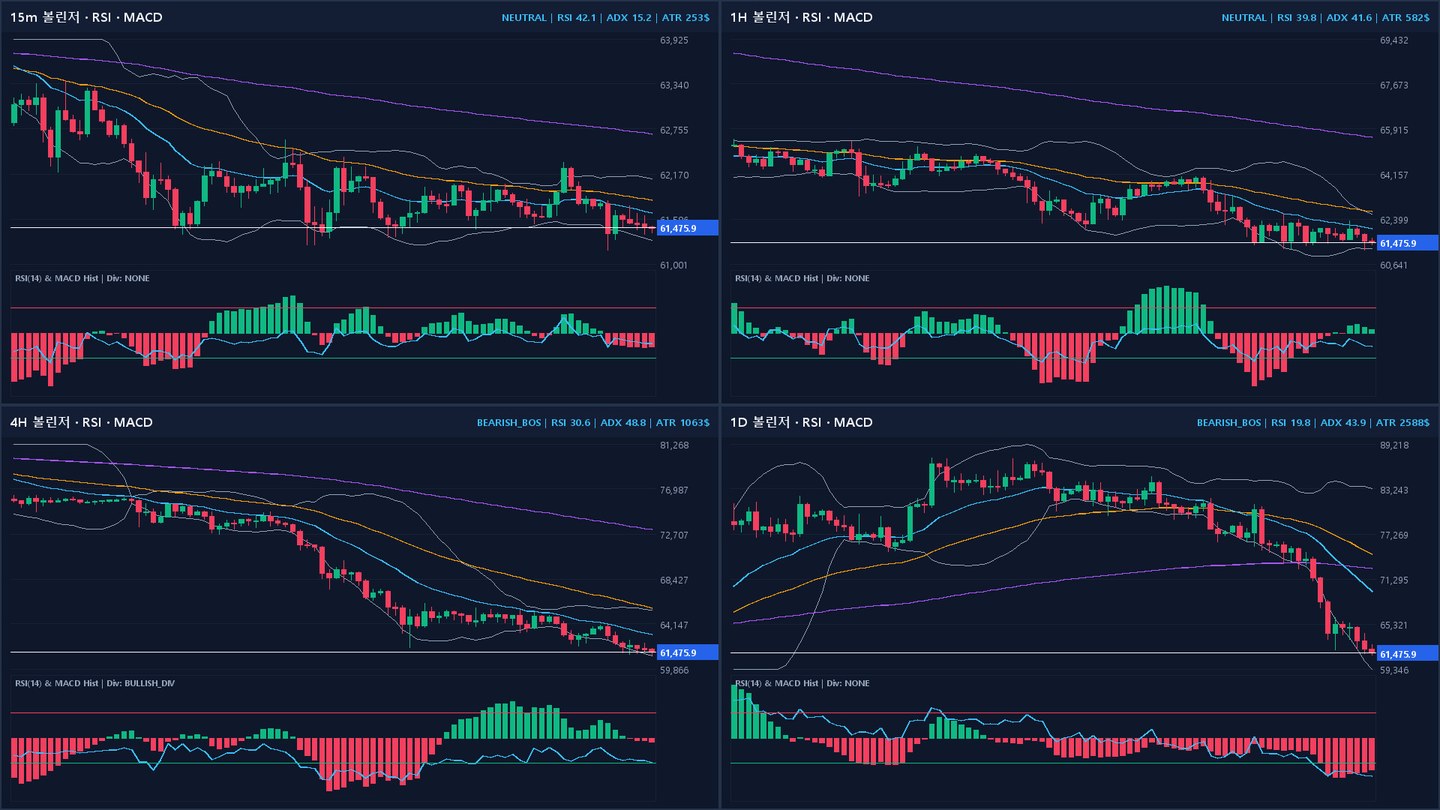 15m 볼린저 · RSI · MACD
NEUTRAL | RSI 42.1 | ADX 15.2 | ATR 253$
63,925
63,340
62,755
62,170
61,475.9
61,001
RSI(14) & MACD Hist | Div: NONE
1H 볼린저 · RSI · MACD
NEUTRAL | RSI 39.8 | ADX 41.6 | ATR 582$
69,432
67,673
65,915
64,157
62,399
61,475.9
60,641
RSI(14) & MACD Hist | Div: NONE
4H 볼린저 · RSI · MACD
BEARISH_BOS | RSI 30.6 | ADX 48.8 | ATR 1063$
81,268
76,987
72,707
68,427
64,147
61,475.9
59,866
RSI(14) & MACD Hist | Div: BULLISH_DIV
1D 볼린저 · RSI · MACD
BEARISH_BOS | RSI 19.8 | ADX 43.9 | ATR 2588$
89,218
83,243
77,269
71,295
65,321
61,475.9
59,346
RSI(14) & MACD Hist | Div: NONE